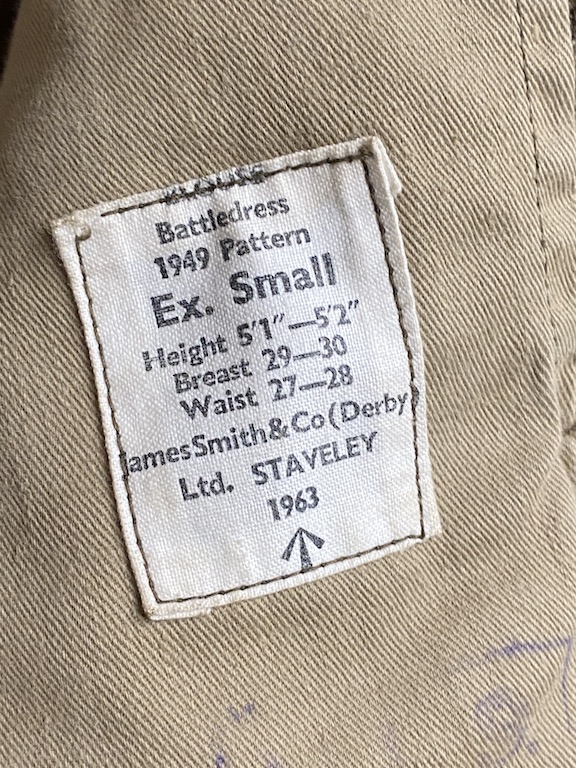 BLOUSE
Battledress
1949 Pattern
Ex. Small
Height 5'1"—5'2"
Breast 29—30
Waist 27—28
James Smith & Co (Derby)
Ltd. STAVELEY
1963